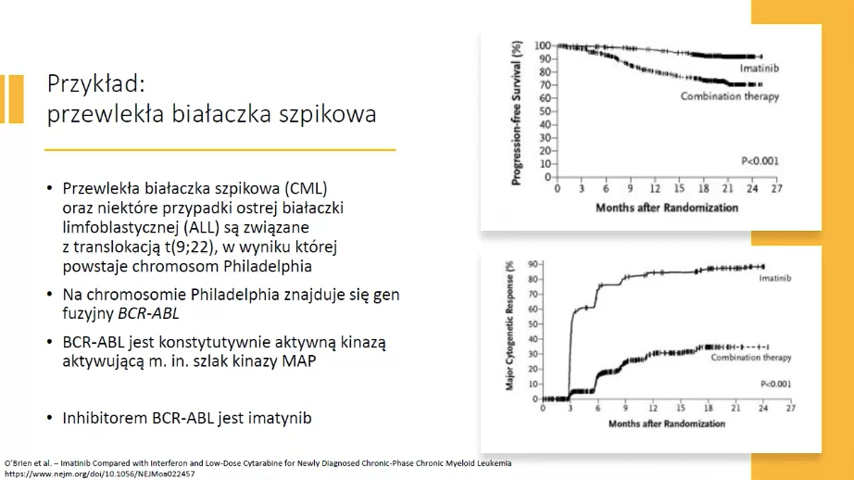 Przykład:
przewlekła białaczka szpikowa
• Przewlekła białaczka szpikowa (CML)
oraz niektóre przypadki ostrej białaczki
limfoblastycznej (ALL) są związane
z translokacją t(9;22), w wyniku której
powstaje chromosom Philadelphia
• Na chromosomie Philadelphia znajduje się gen
fuzyjny BCR-ABL
• BCR-ABL jest konstytutywnie aktywną kinazą
aktywującą m. in. szlak kinazy MAP
• Inhibitorem BCR-ABL jest imatynib
Progression-free Survival (%)
100
90
80
70
60
50
40
30
20
10
0
Imatinib
Combination therapy
P<0.001
0 3 6 9 12 15 18 21 24 27
Months after Randomization
Major Cytogenetic Response (%
90
80
70
60
50
40
30
20
10
0
Imatinib
Combination therapy
P<0.001
0 3 6 9 12 15 18 21 24 27
Months after Randomization
O'Brien et al. – Imatinib Compared with Interferon and Low-Dose Cytarabine for Newly Diagnosed Chronic-Phase Chronic Myeloid Leukemia
https://www.nejm.org/doi/10.1056/NEJMoa022457